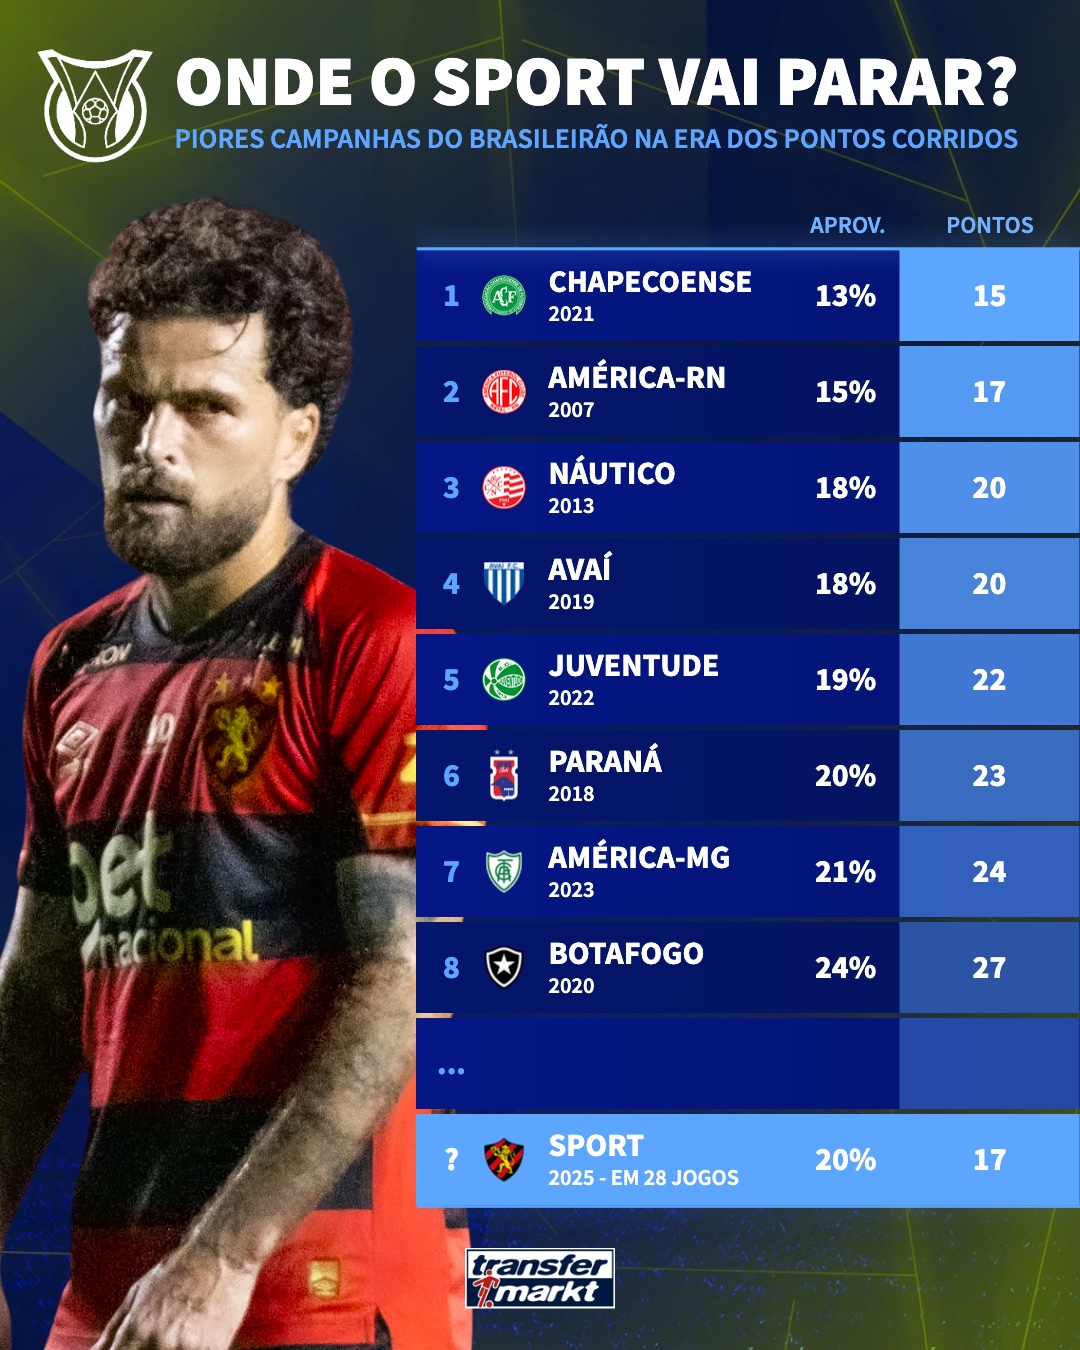 ONDE O SPORT VAI PARAR?
PIORES CAMPANHAS DO BRASILEIRÃO NA ERA DOS PONTOS CORRIDOS
APROV. PONTOS
1 CHAPECOENSE 13% 15
2021
2 AMÉRICA-RN 15% 17
2007
3 NÁUTICO 18% 20
2013
4 AVAÍ 18% 20
2019
5 JUVENTUDE 19% 22
2022
6 PARANÁ 20% 23
2018
7 AMÉRICA-MG 21% 24
2023
8 BOTAFOGO 24% 27
2020
...
? SPORT 20% 17
2025 - EM 28 JOGOS
bet
nacional
transfer
markt